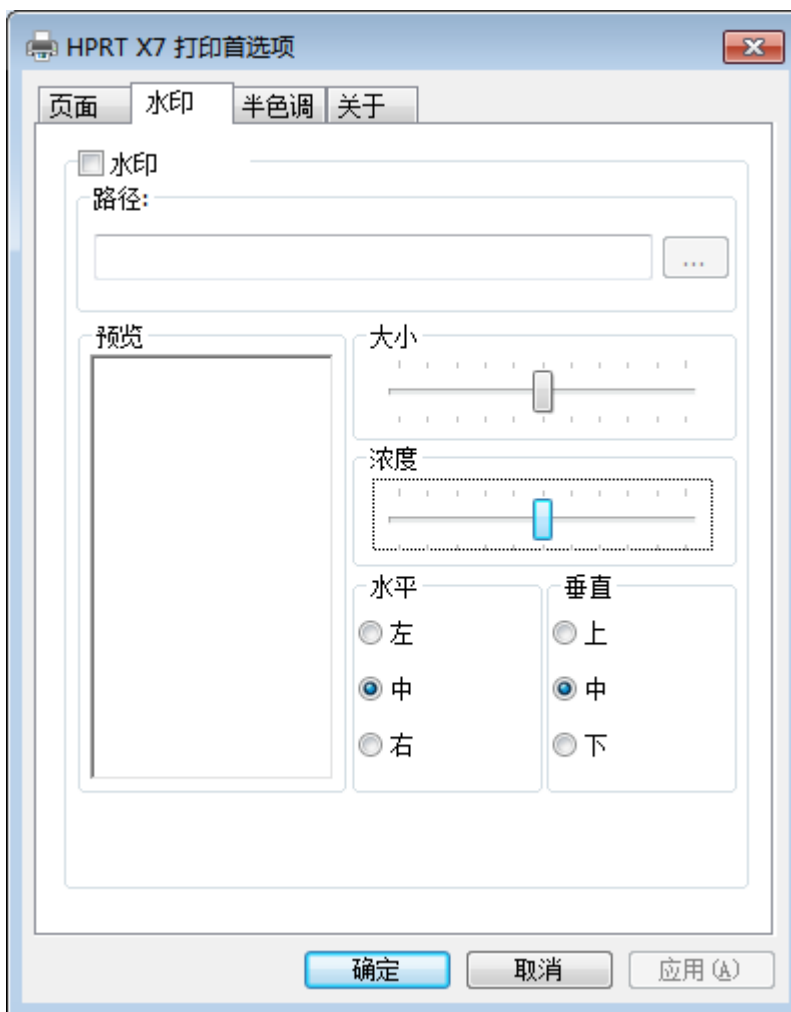 HPRT X7 打印首选项
页面 水印 半色调 关于
水印
路径:
...
预览
大小
浓度
水平 垂直
左 上
中 中
右 下
确定 取消 应用(A)